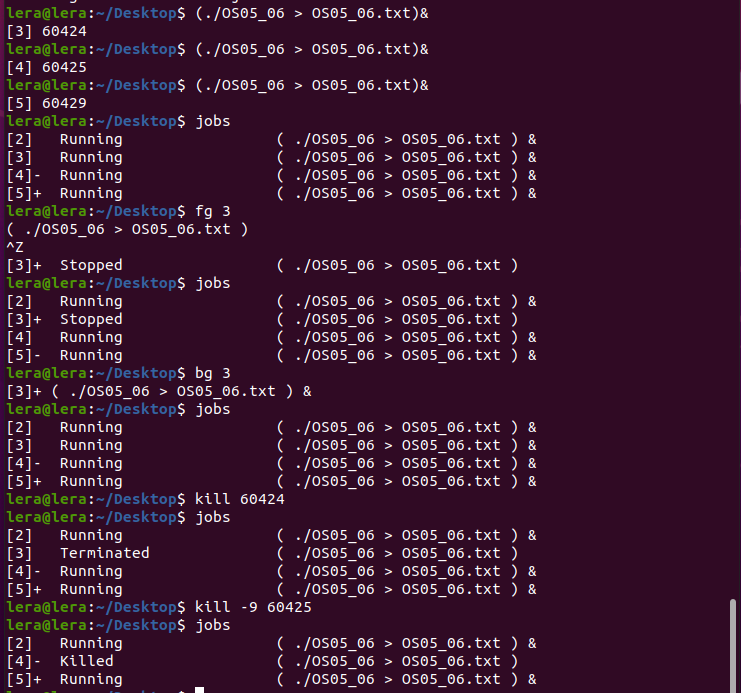 lera@lera:~/Desktop$ (./OS05_06 > OS05_06.txt)&
[3] 60424
lera@lera:~/Desktop$ (./OS05_06 > OS05_06.txt)&
[4] 60425
lera@lera:~/Desktop$ (./OS05_06 > OS05_06.txt)&
[5] 60429
lera@lera:~/Desktop$ jobs
[2]   Running                 ( ./OS05_06 > OS05_06.txt ) &
[3]   Running                 ( ./OS05_06 > OS05_06.txt ) &
[4]-  Running                 ( ./OS05_06 > OS05_06.txt ) &
[5]+  Running                 ( ./OS05_06 > OS05_06.txt ) &
lera@lera:~/Desktop$ fg 3
( ./OS05_06 > OS05_06.txt )
^Z
[3]+  Stopped                 ( ./OS05_06 > OS05_06.txt )
lera@lera:~/Desktop$ jobs
[2]   Running                 ( ./OS05_06 > OS05_06.txt ) &
[3]+  Stopped                 ( ./OS05_06 > OS05_06.txt )
[4]   Running                 ( ./OS05_06 > OS05_06.txt ) &
[5]-  Running                 ( ./OS05_06 > OS05_06.txt ) &
lera@lera:~/Desktop$ bg 3
[3]+ ( ./OS05_06 > OS05_06.txt ) &
lera@lera:~/Desktop$ jobs
[2]   Running                 ( ./OS05_06 > OS05_06.txt ) &
[3]   Running                 ( ./OS05_06 > OS05_06.txt ) &
[4]-  Running                 ( ./OS05_06 > OS05_06.txt ) &
[5]+  Running                 ( ./OS05_06 > OS05_06.txt ) &
lera@lera:~/Desktop$ kill 60424
lera@lera:~/Desktop$ jobs
[2]   Running                 ( ./OS05_06 > OS05_06.txt ) &
[3]   Terminated              ( ./OS05_06 > OS05_06.txt )
[4]-  Running                 ( ./OS05_06 > OS05_06.txt ) &
[5]+  Running                 ( ./OS05_06 > OS05_06.txt ) &
lera@lera:~/Desktop$ kill -9 60425
lera@lera:~/Desktop$ jobs
[2]   Running                 ( ./OS05_06 > OS05_06.txt ) &
[4]-  Killed                  ( ./OS05_06 > OS05_06.txt )
[5]+  Running                 ( ./OS05_06 > OS05_06.txt ) &